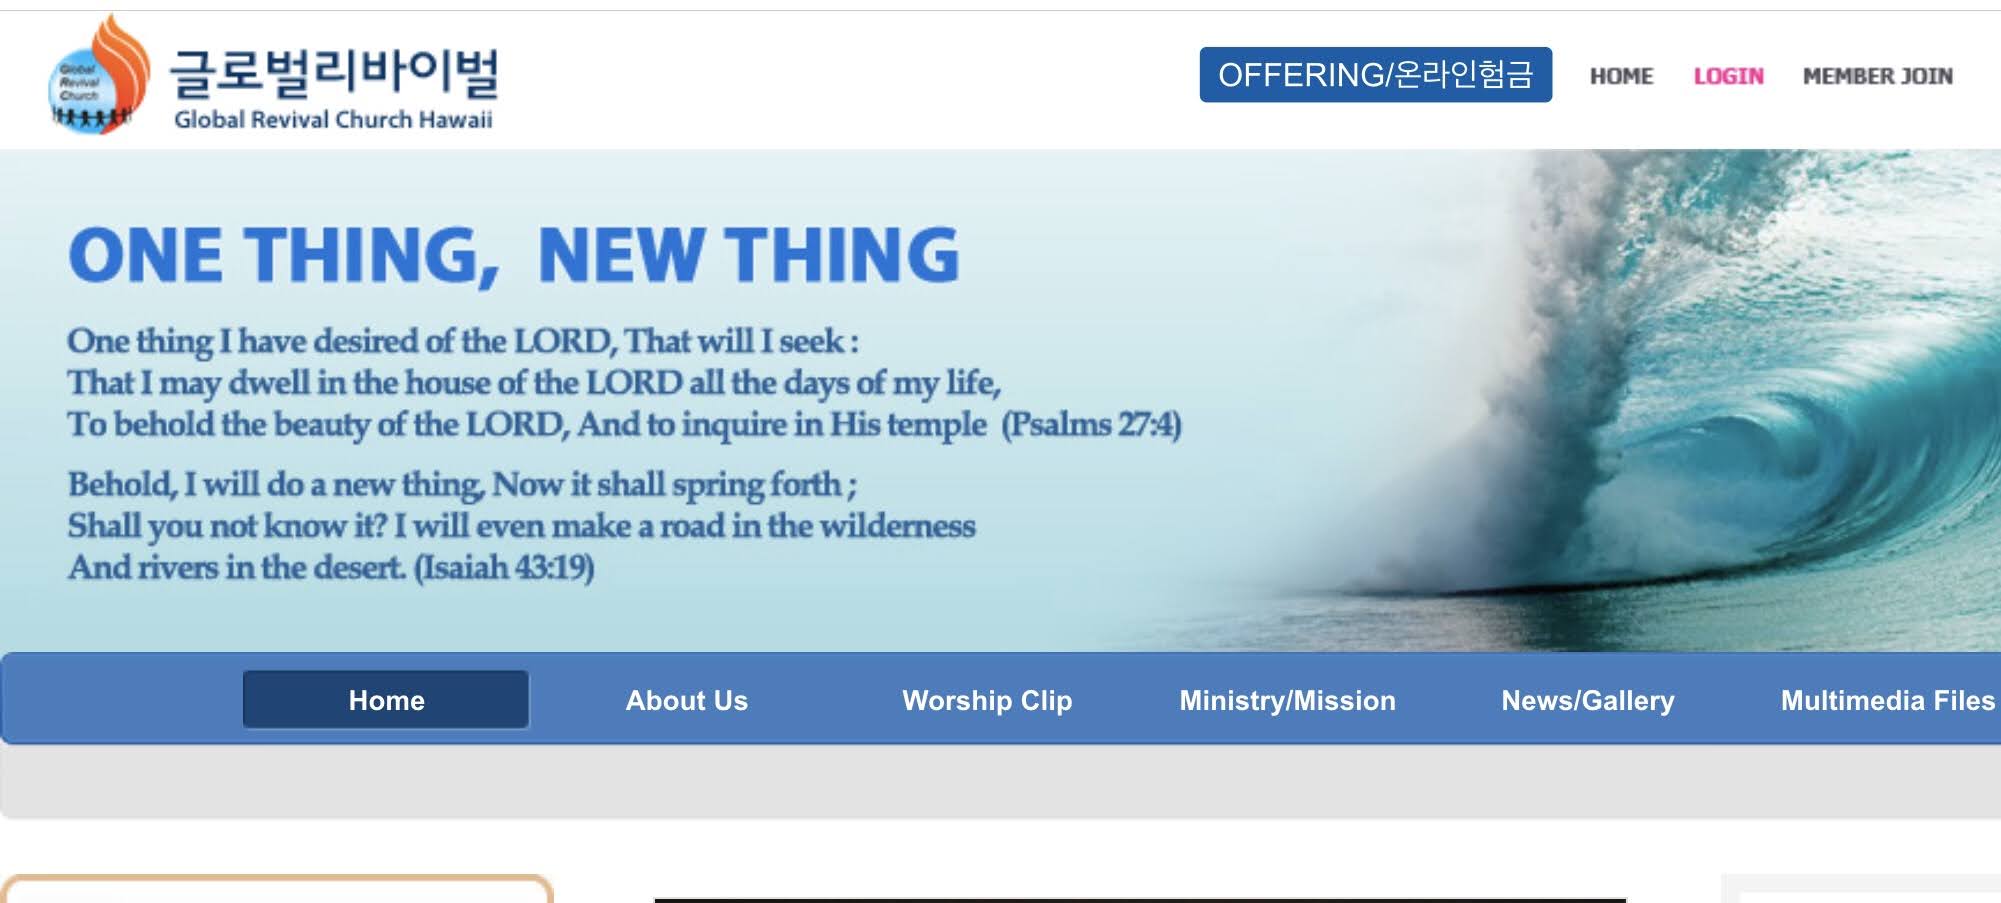 Global
Revival
Church
글로벌리바이벌
Global Revival Church Hawaii
OFFERING/온라인험금
HOME
LOGIN
MEMBER JOIN
ONE THING, NEW THING
One thing I have desired of the LORD, That will I seek :
That I may dwell in the house of the LORD all the days of my life,
To behold the beauty of the LORD, And to inquire in His temple (Psalms 27:4)
Behold, I will do a new thing, Now it shall spring forth ;
Shall you not know it? I will even make a road in the wilderness
And rivers in the desert. (Isaiah 43:19)
Home
About Us
Worship Clip
Ministry/Mission
News/Gallery
Multimedia Files